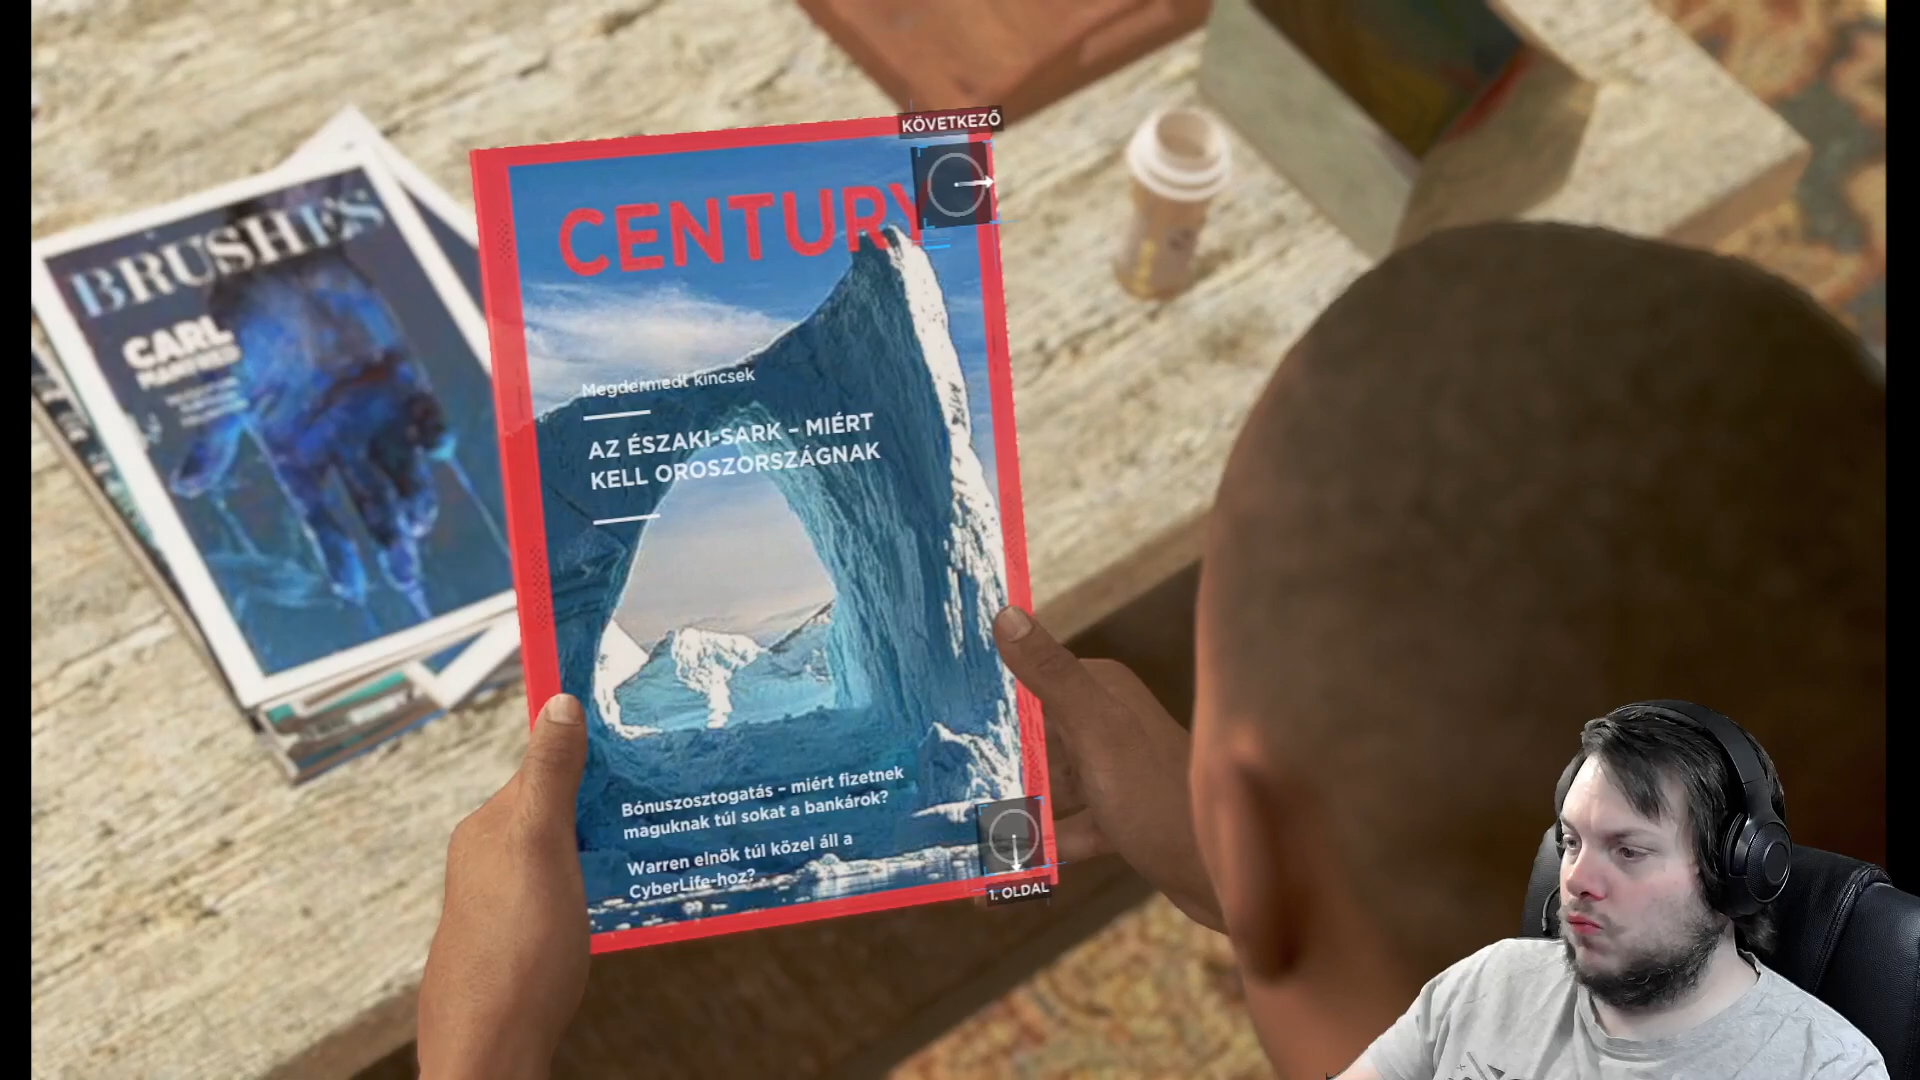 KÖVETKEZŐ
CENTURY
BRUSHES
CARL
MANFRED
Megdermedt kincsek
AZ ÉSZAKI-SARK – MIÉRT
KELL OROSZORSZÁGNAK
Bónuszosztogatás – miért fizetnek
maguknak túl sokat a bankárok?
Warren elnök túl közel áll a
CyberLife-hoz?
1. OLDAL